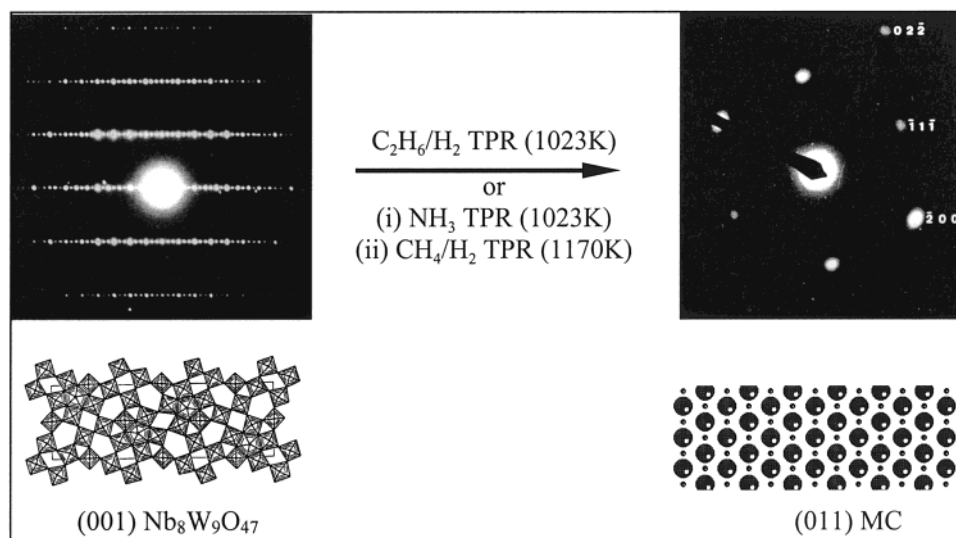 022̄
C₂H₆/H₂ TPR (1023K)
1̄11̄
or
(i) NH₃ TPR (1023K)
2̄00
(ii) CH₄/H₂ TPR (1170K)
(001) Nb₈W₉O₄₇
(011) MC